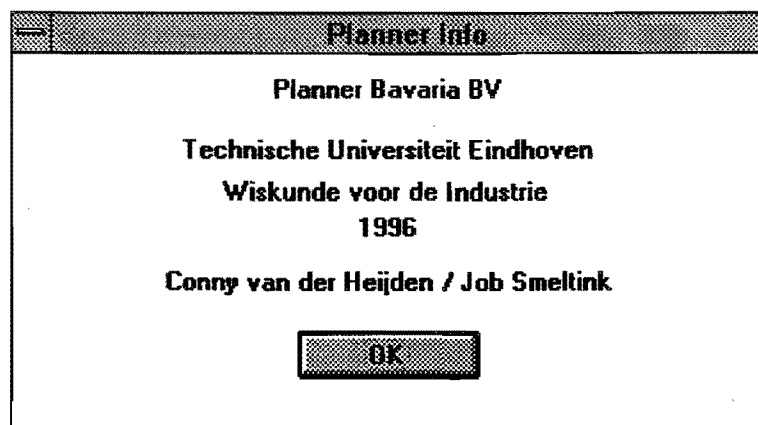 Planner Info
Planner Bavaria BV
Technische Universiteit Eindhoven
Wiskunde voor de Industrie
1996
Conny van der Heijden / Job Smeltink
OK